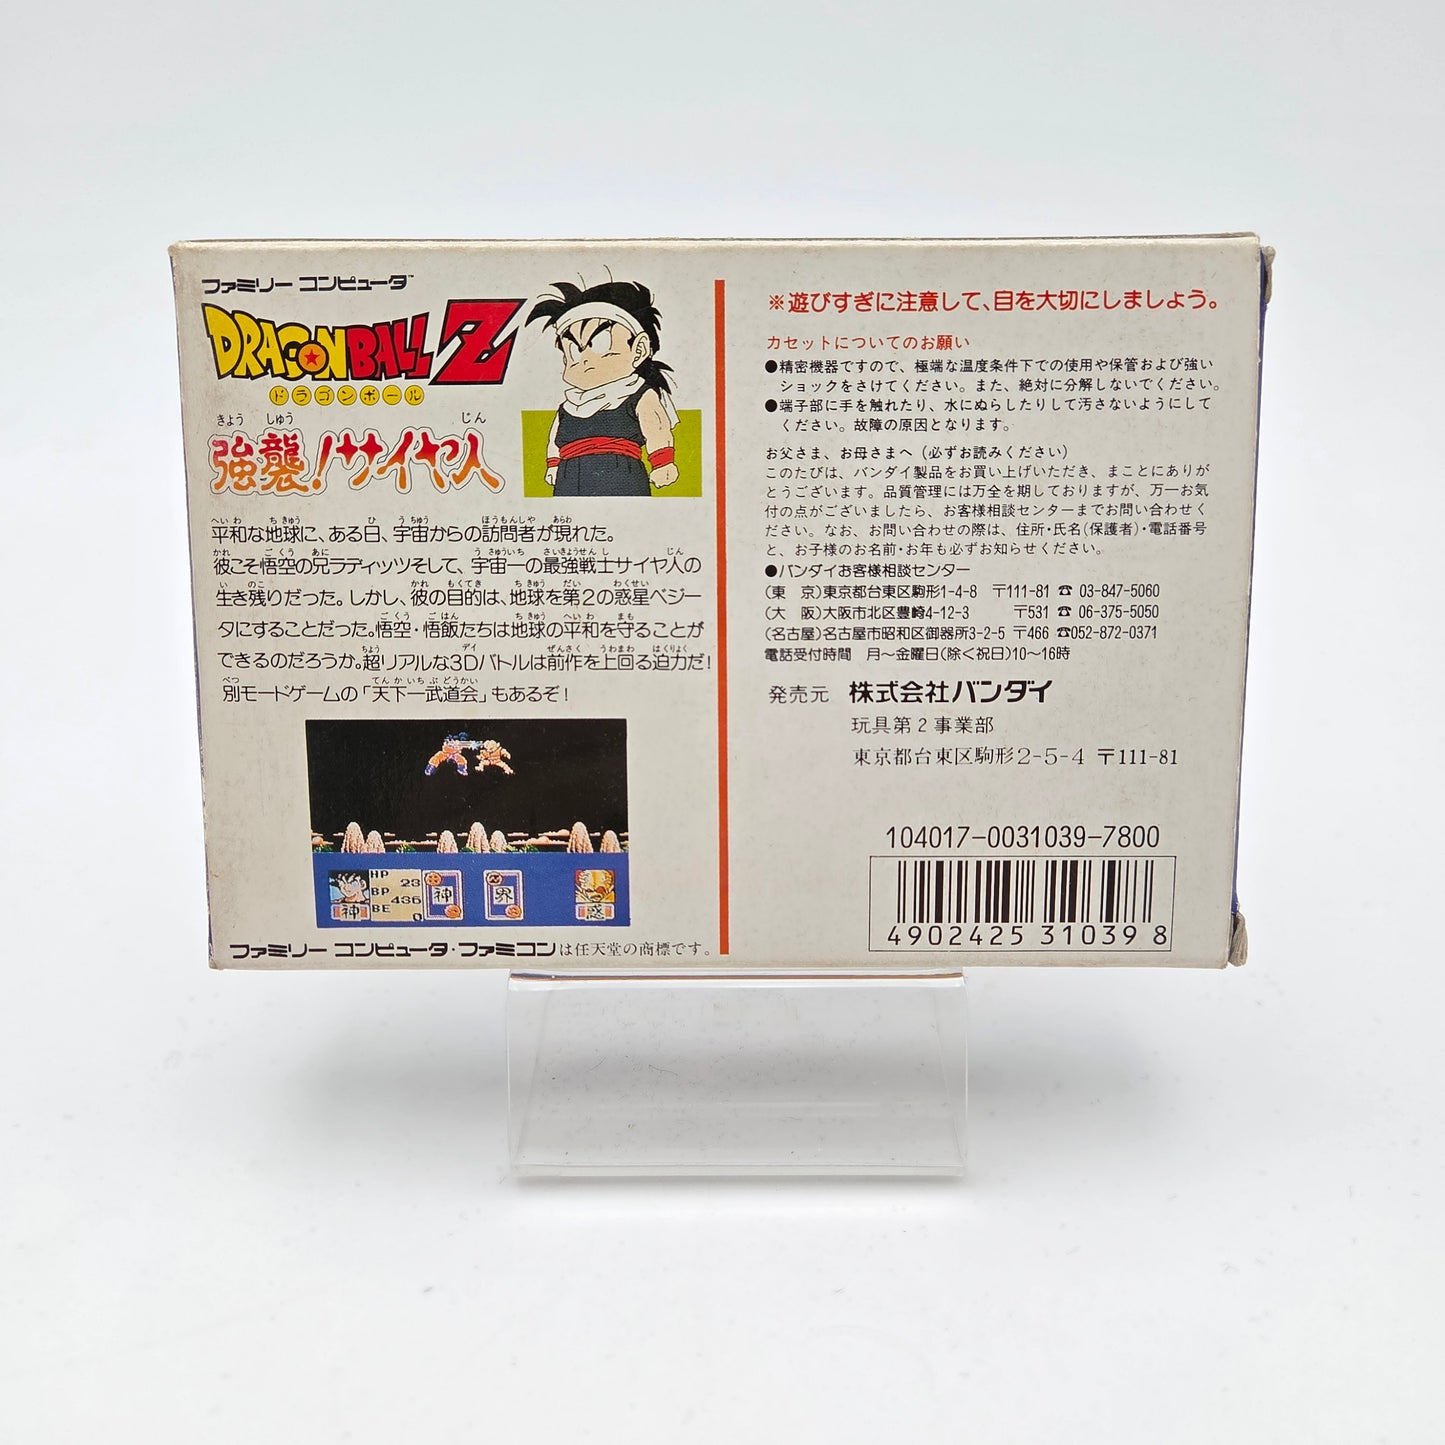 ファミリー コンピュータ™
DRAGON BALL Z
ドラゴンボール
きょう しゅう じん
強襲!サイヤ人
へいわ ちきゅう ひ うちゅう ほうもんしゃ あらわ
平和な地球に、ある日、宇宙からの訪問者が現れた。
かれ ごくう あに うちゅういち さいきょうせんし じん
彼こそ悟空の兄ラディッツそして、宇宙一の最強戦士サイヤ人の
い のこ かれ もくてき ちきゅう だい わくせい
生き残りだった。しかし、彼の目的は、地球を第2の惑星ベジー
ごくう ごはん ちきゅう へいわ まも
タにすることだった。悟空・悟飯たちは地球の平和を守ることが
ちょう ディ ぜんさく うわまわ はくりょく
できるのだろうか。超リアルな3Dバトルは前作を上回る迫力だ!
べつ てんかいちぶどうかい
別モードゲームの「天下一武道会」もあるぞ!
HP 23
BP 436
BE 0
神 神 界 惑
ファミリー コンピュータ・ファミコンは任天堂の商標です。
※遊びすぎに注意して、目を大切にしましょう。
カセットについてのお願い
●精密機器ですので、極端な温度条件下での使用や保管および強い
ショックをさけてください。また、絶対に分解しないでください。
●端子部に手を触れたり、水にぬらしたりして汚さないようにして
ください。故障の原因となります。
お父さま、お母さまへ(必ずお読みください)
このたびは、バンダイ製品をお買い上げいただき、まことにありが
とうございます。品質管理には万全を期しておりますが、万一お気
付の点がございましたら、お客様相談センターまでお問い合わせく
ださい。なお、お問い合わせの際は、住所・氏名(保護者)・電話番号
と、お子様のお名前・お年も必ずお知らせください。
●バンダイお客様相談センター
(東 京)東京都台東区駒形1-4-8 〒111-81 ☎ 03-847-5060
(大 阪)大阪市北区豊崎4-12-3 〒531 ☎ 06-375-5050
(名古屋)名古屋市昭和区御器所3-2-5 〒466 ☎052-872-0371
電話受付時間 月〜金曜日(除く祝日)10〜16時
発売元 株式会社バンダイ
玩具第2事業部
東京都台東区駒形2-5-4 〒111-81
104017-0031039-7800
4902425 310398